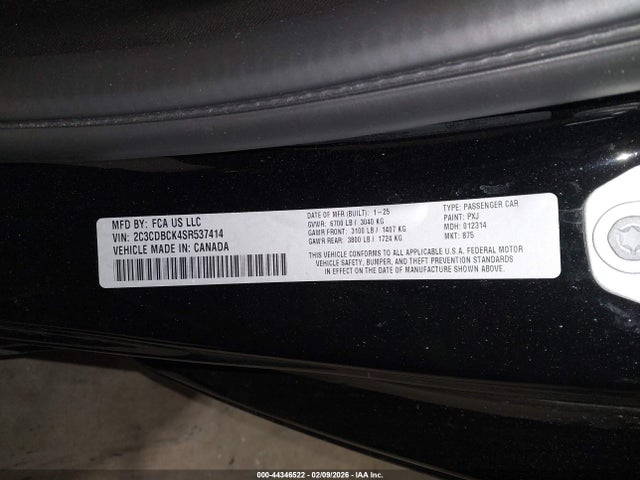 MFD BY: FCA US LLC
VIN: 2C3CDBCK4SR537414
VEHICLE MADE IN: CANADA
DATE OF MFR (BUILT): 1-25
GVWR: 6700 LB / 3040 KG
GAWR FRONT: 3100 LB / 1407 KG
GAWR REAR: 3800 LB / 1724 KG
TYPE: PASSENGER CAR
PAINT: PXJ
MDH: 012314
MKT: 875
THIS VEHICLE CONFORMS TO ALL APPLICABLE U.S.A. FEDERAL MOTOR
VEHICLE SAFETY, BUMPER, AND THEFT PREVENTION STANDARDS
IN EFFECT ON THE DATE OF MANUFACTURE SHOWN ABOVE.
000-44346522 - 02/09/2026 - IAA Inc.